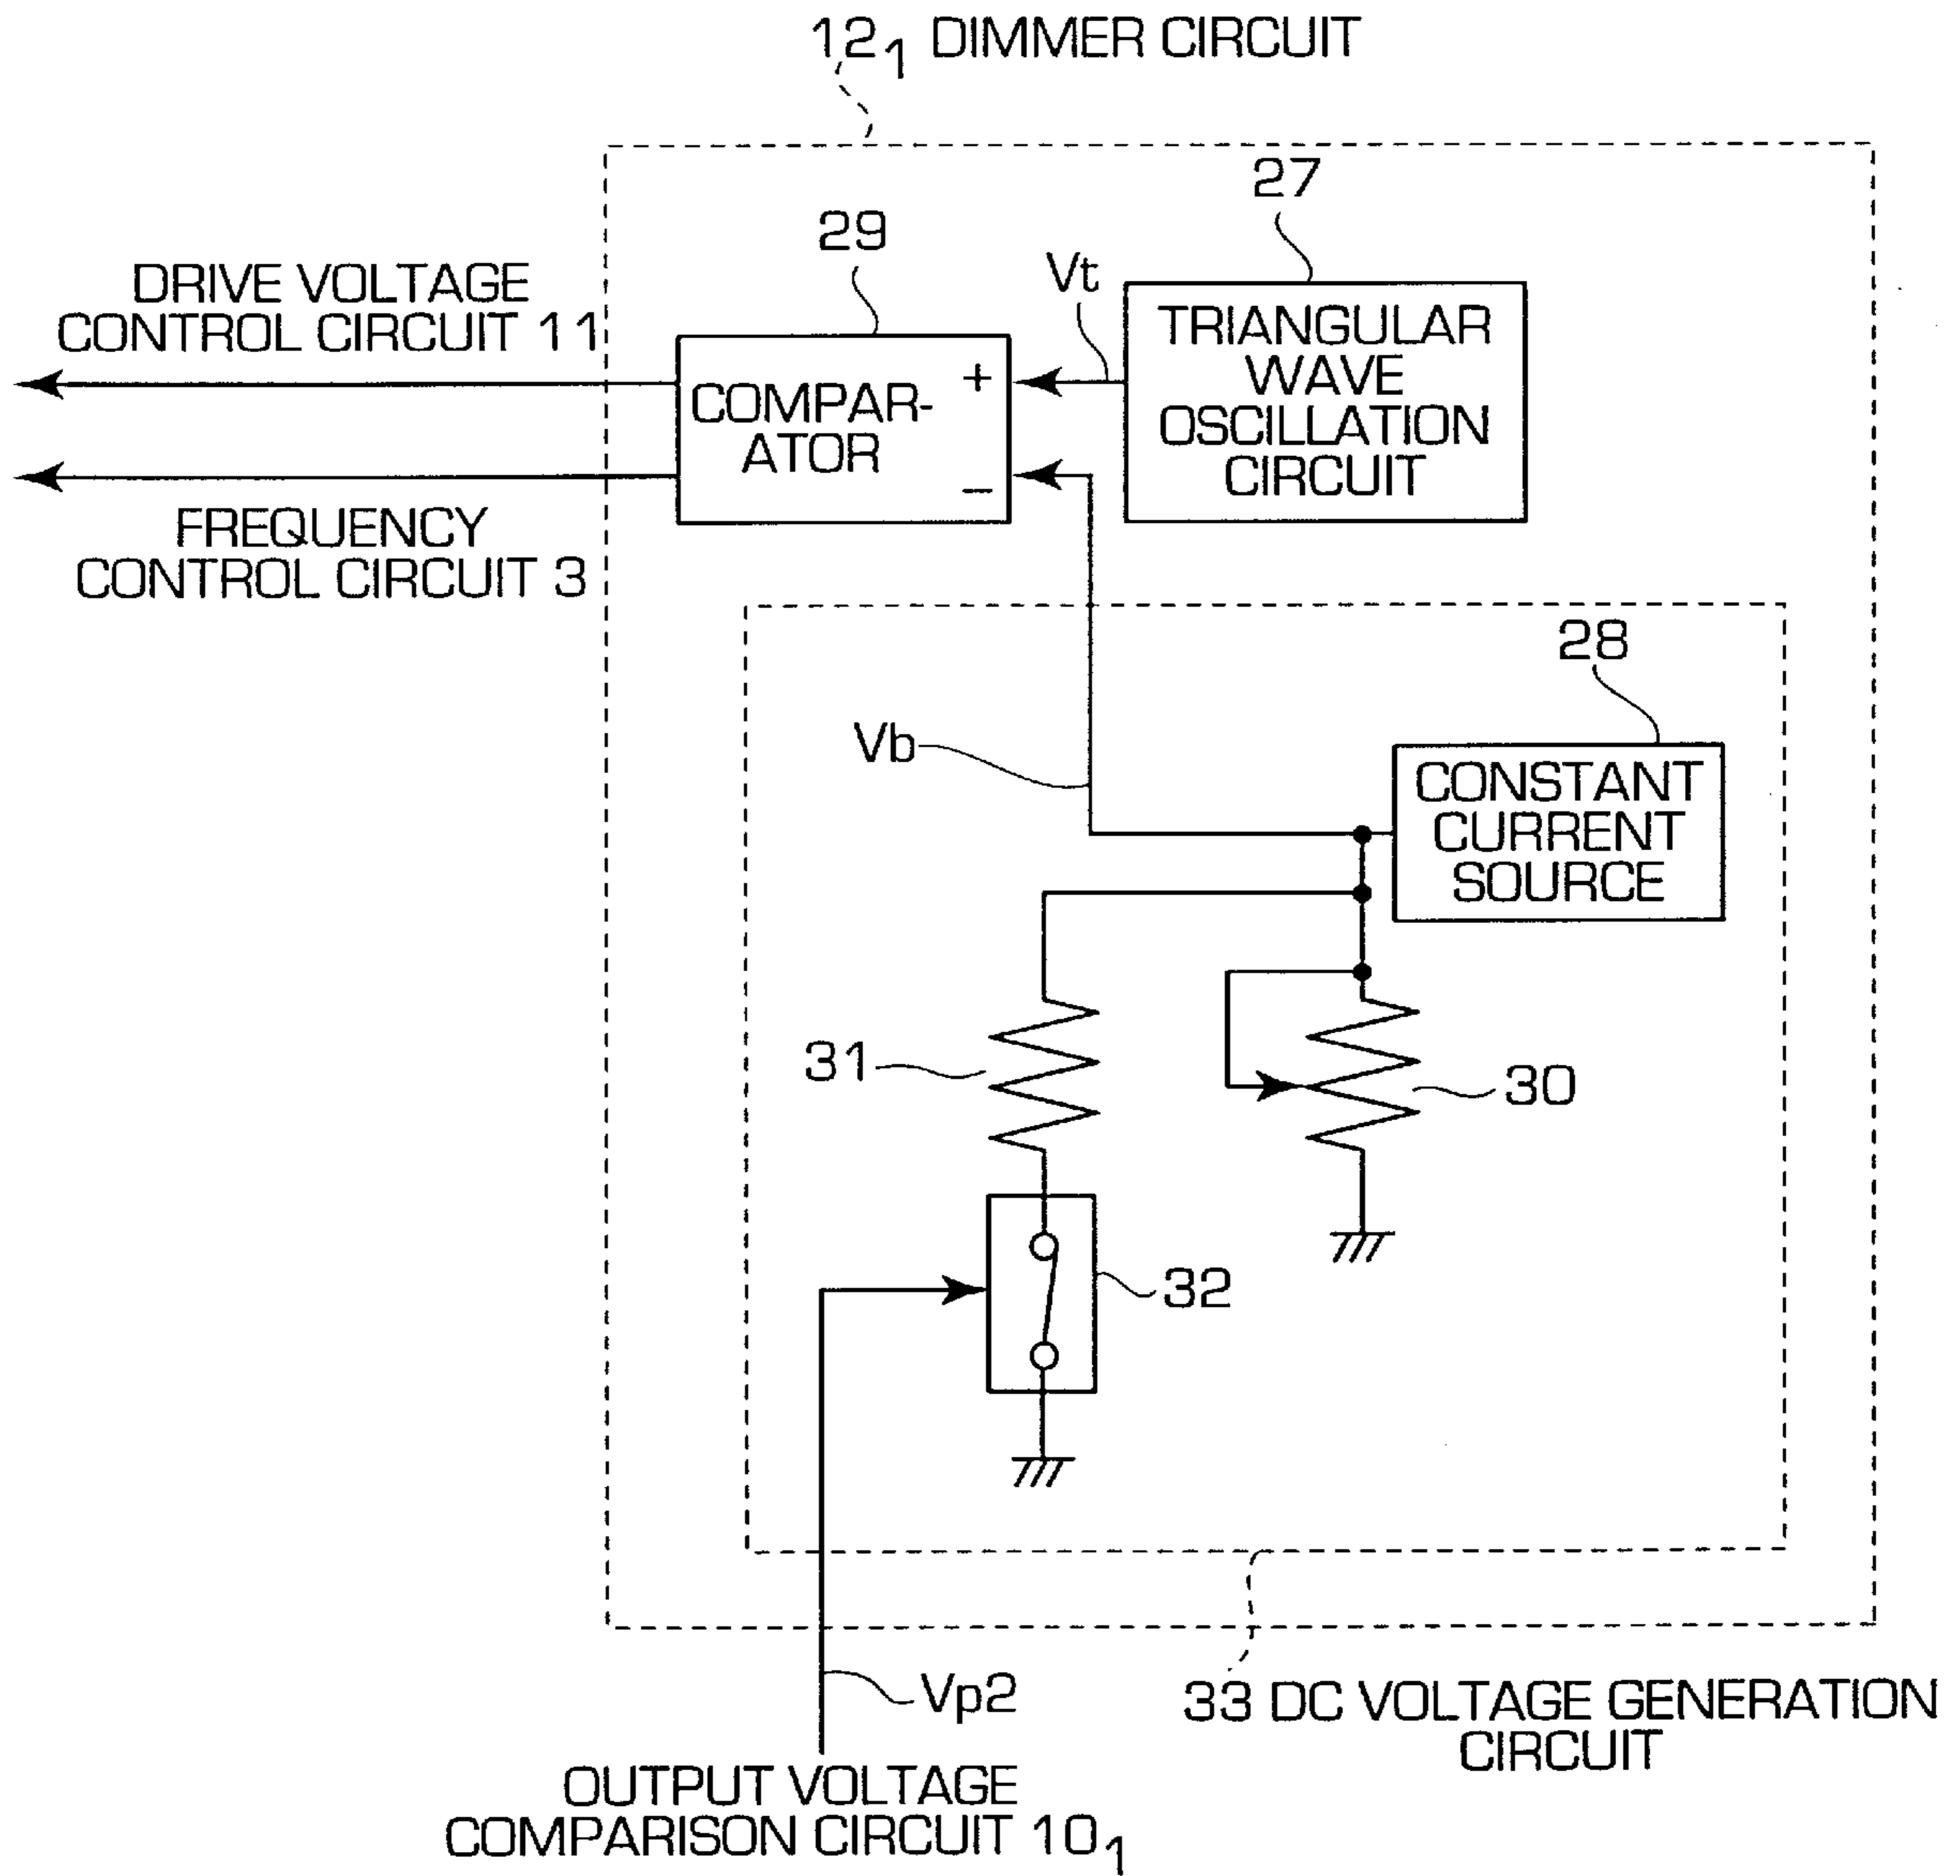 12₁ DIMMER CIRCUIT
27
29
DRIVE VOLTAGE
CONTROL CIRCUIT 11
Vt
TRIANGULAR
WAVE
OSCILLATION
CIRCUIT
+
COMPAR-
ATOR
−
FREQUENCY
CONTROL CIRCUIT 3
28
Vb
CONSTANT
CURRENT
SOURCE
31
30
32
Vp2
33 DC VOLTAGE GENERATION
CIRCUIT
OUTPUT VOLTAGE
COMPARISON CIRCUIT 10₁